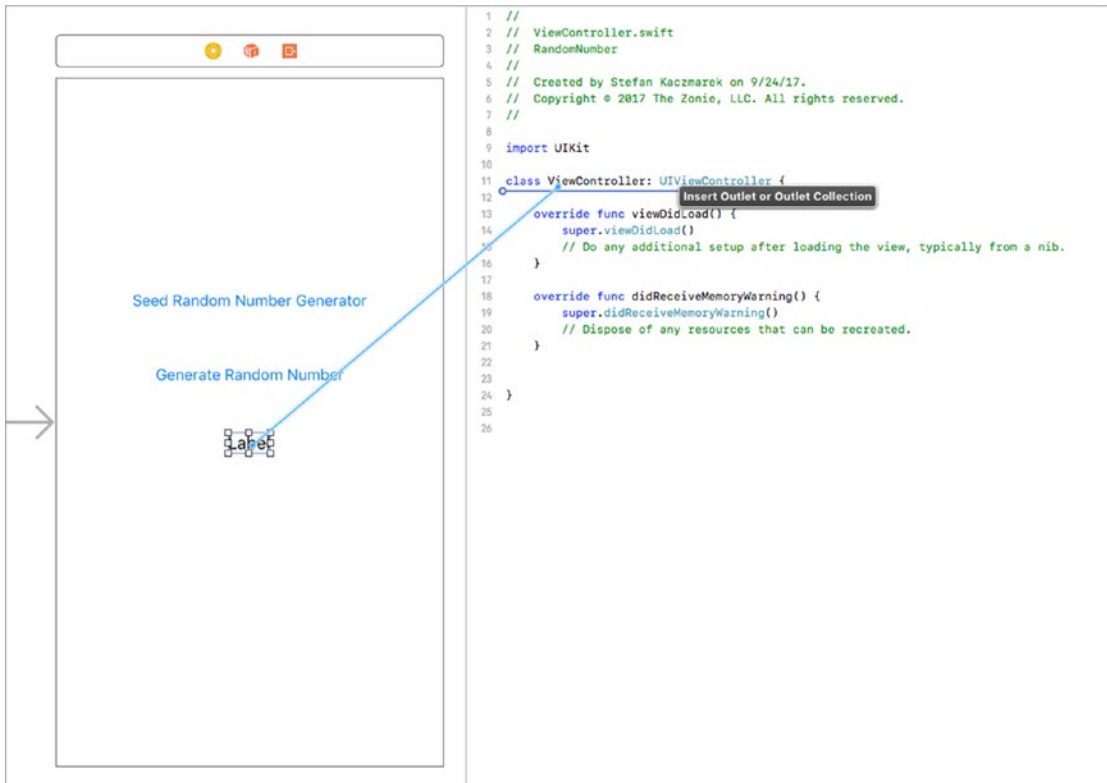 Seed Random Number Generator
Generate Random Number
Label
1 //
2 // ViewController.swift
3 // RandomNumber
4 //
5 // Created by Stefan Kaczmarek on 9/24/17.
6 // Copyright © 2017 The Zonie, LLC. All rights reserved.
7 //
8
9 import UIKit
10
11 class ViewController: UIViewController {
Insert Outlet or Outlet Collection
12
13 override func viewDidLoad() {
14 super.viewDidLoad()
15 // Do any additional setup after loading the view, typically from a nib.
16 }
17
18 override func didReceiveMemoryWarning() {
19 super.didReceiveMemoryWarning()
20 // Dispose of any resources that can be recreated.
21 }
22
23
24 }
25
26